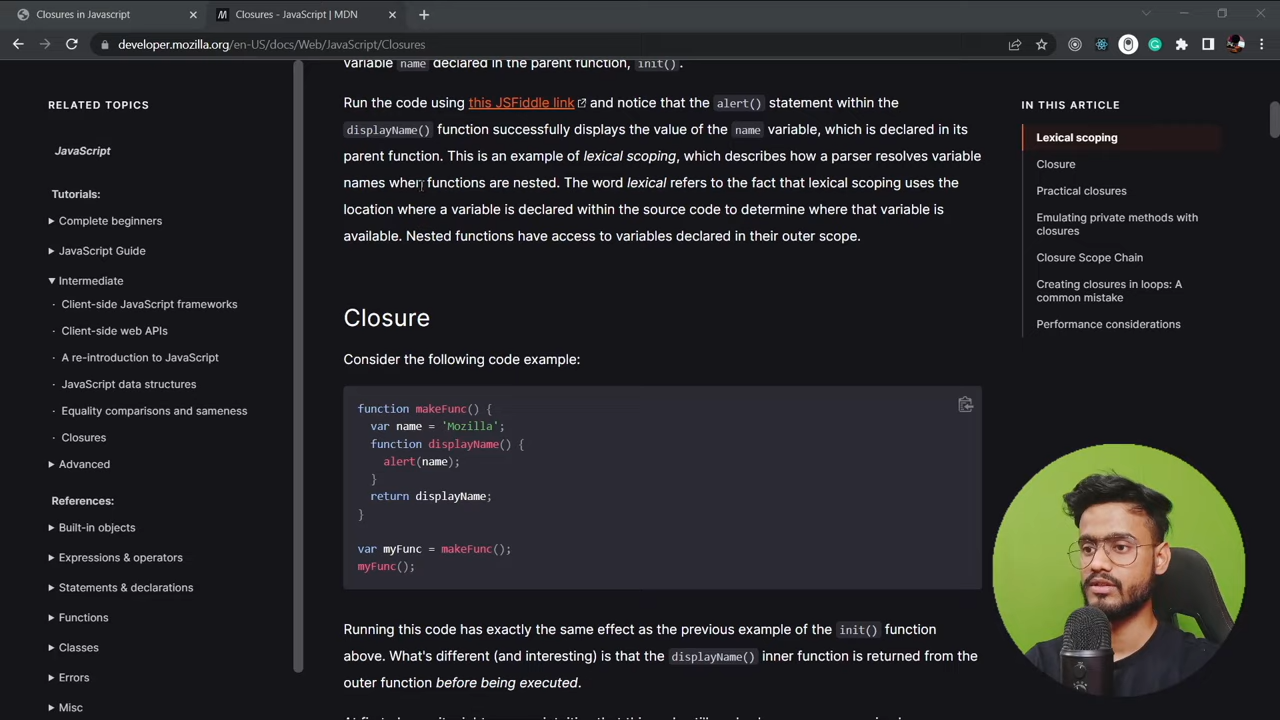 Closures in Javascript
Closures - JavaScript | MDN
developer.mozilla.org/en-US/docs/Web/JavaScript/Closures
RELATED TOPICS
JavaScript
Tutorials:
Complete beginners
JavaScript Guide
Intermediate
Client-side JavaScript frameworks
Client-side web APIs
A re-introduction to JavaScript
JavaScript data structures
Equality comparisons and sameness
Closures
Advanced
References:
Built-in objects
Expressions & operators
Statements & declarations
Functions
Classes
Errors
Misc
variable name declared in the parent function, init().
Run the code using this JSFiddle link and notice that the alert() statement within the
displayName() function successfully displays the value of the name variable, which is declared in its
parent function. This is an example of lexical scoping, which describes how a parser resolves variable
names when functions are nested. The word lexical refers to the fact that lexical scoping uses the
location where a variable is declared within the source code to determine where that variable is
available. Nested functions have access to variables declared in their outer scope.
Closure
Consider the following code example:
function makeFunc() {
var name = 'Mozilla';
function displayName() {
alert(name);
}
return displayName;
}
var myFunc = makeFunc();
myFunc();
Running this code has exactly the same effect as the previous example of the init() function
above. What's different (and interesting) is that the displayName() inner function is returned from the
outer function before being executed.
IN THIS ARTICLE
Lexical scoping
Closure
Practical closures
Emulating private methods with
closures
Closure Scope Chain
Creating closures in loops: A
common mistake
Performance considerations